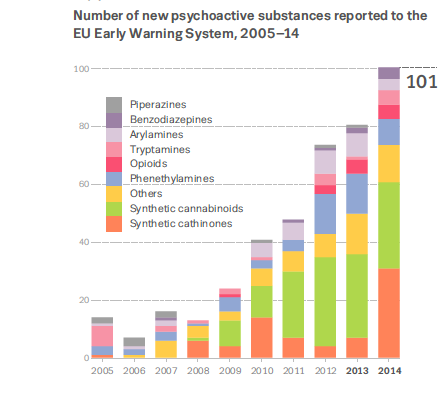 Number of new psychoactive substances reported to the
EU Early Warning System, 2005–14
100
101
Piperazines
Benzodiazepines
80
Arylamines
Tryptamines
Opioids
Phenethylamines
60
Others
Synthetic cannabinoids
Synthetic cathinones
40
20
0
2005 2006 2007 2008 2009 2010 2011 2012 2013 2014